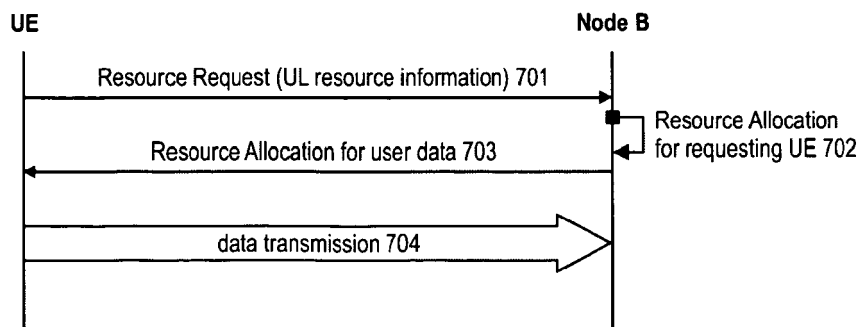 UE
Node B
Resource Request (UL resource information) 701
Resource Allocation
for requesting UE 702
Resource Allocation for user data 703
data transmission 704